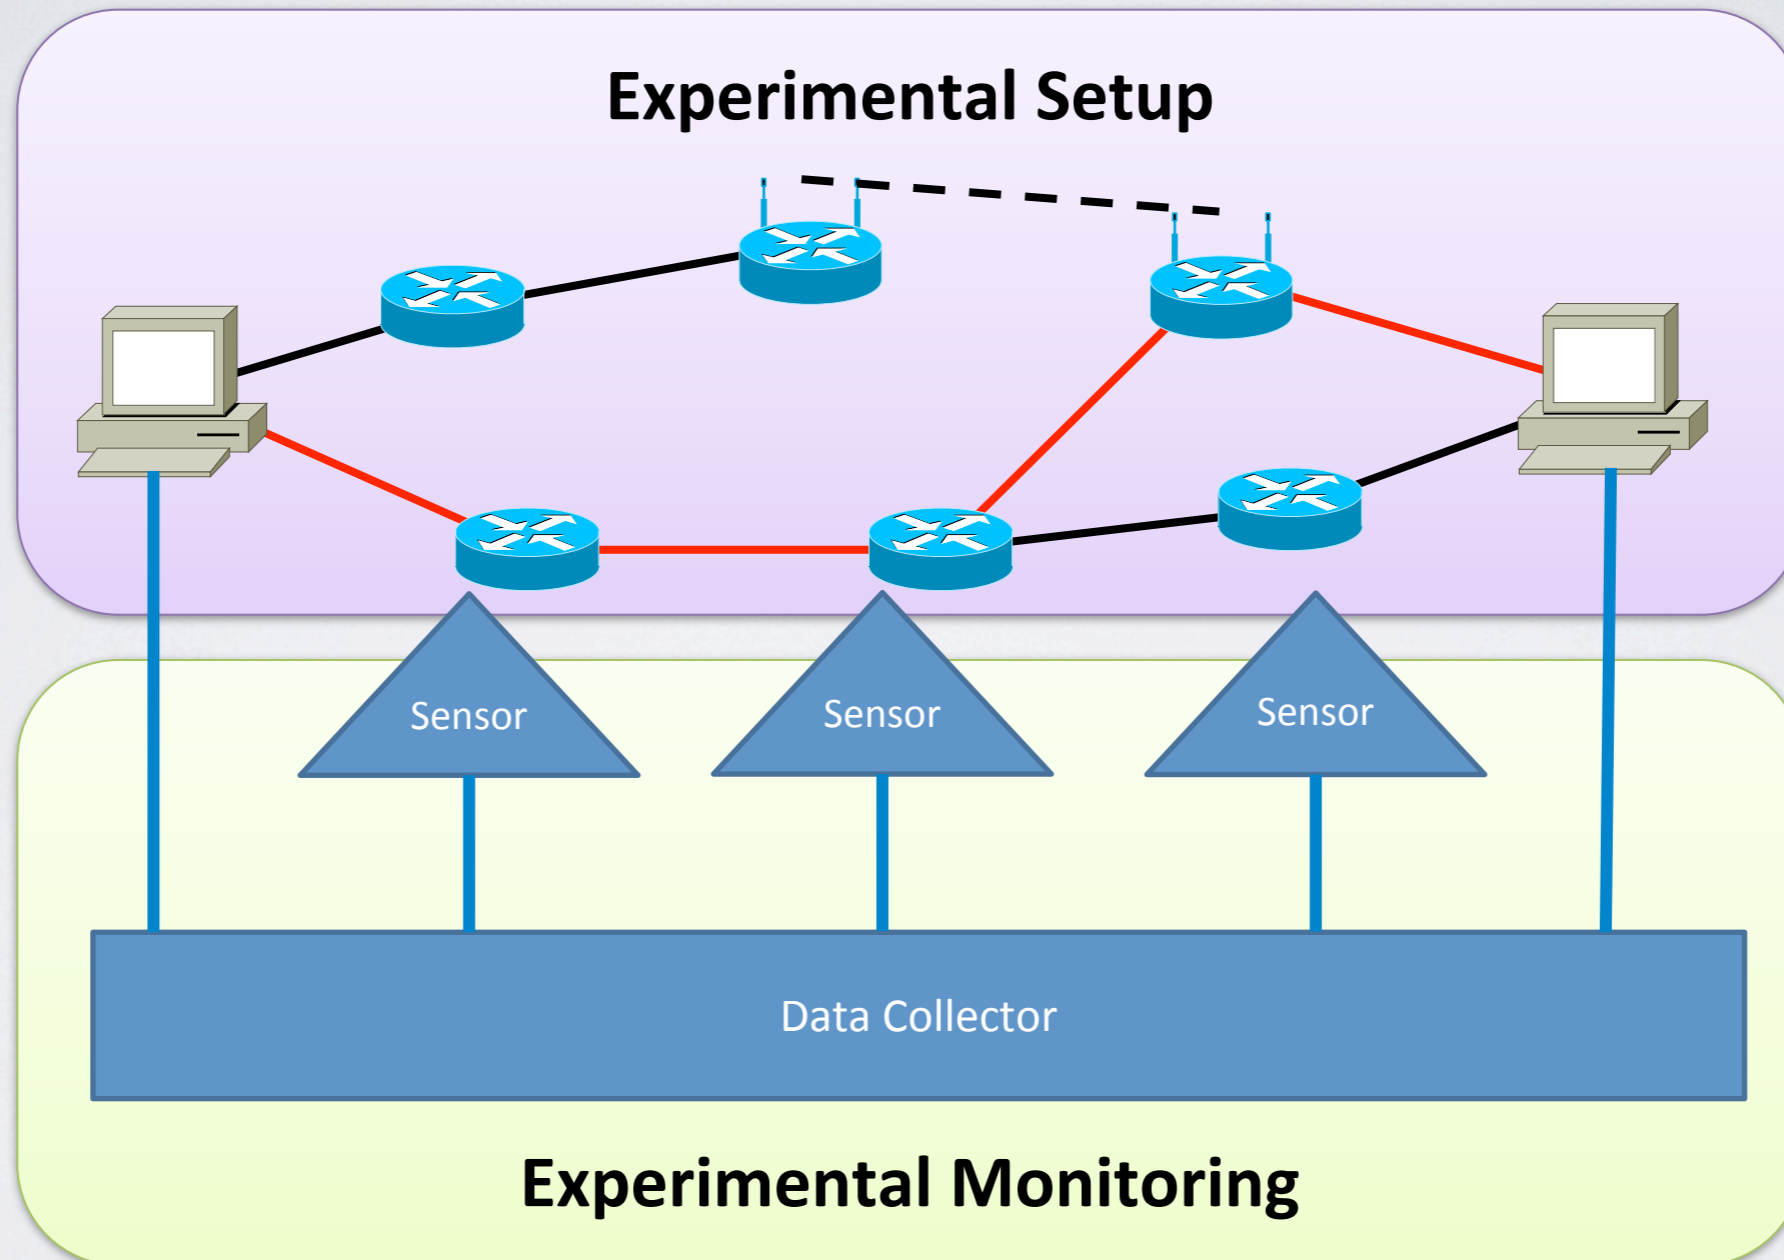 Experimental Setup
Sensor
Sensor
Sensor
Data Collector
Experimental Monitoring